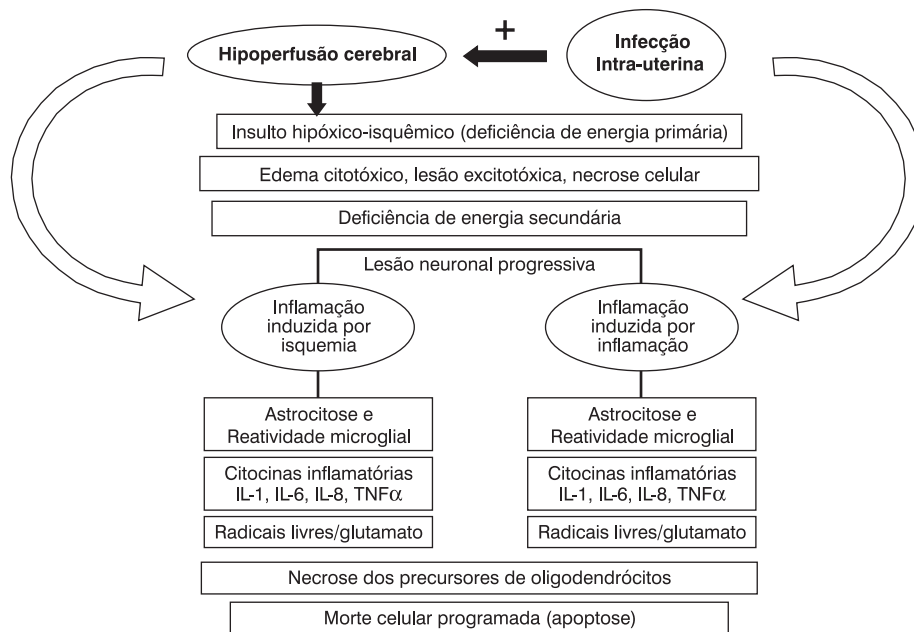 +
Hipoperfusão cerebral
Infecção
Intra-uterina
Insulto hipóxico-isquêmico (deficiência de energia primária)
Edema citotóxico, lesão excitotóxica, necrose celular
Deficiência de energia secundária
Lesão neuronal progressiva
Inflamação
induzida por
isquemia
Inflamação
induzida por
inflamação
Astrocitose e
Reatividade microglial
Astrocitose e
Reatividade microglial
Citocinas inflamatórias
IL-1, IL-6, IL-8, TNFα
Citocinas inflamatórias
IL-1, IL-6, IL-8, TNFα
Radicais livres/glutamato
Radicais livres/glutamato
Necrose dos precursores de oligodendrócitos
Morte celular programada (apoptose)